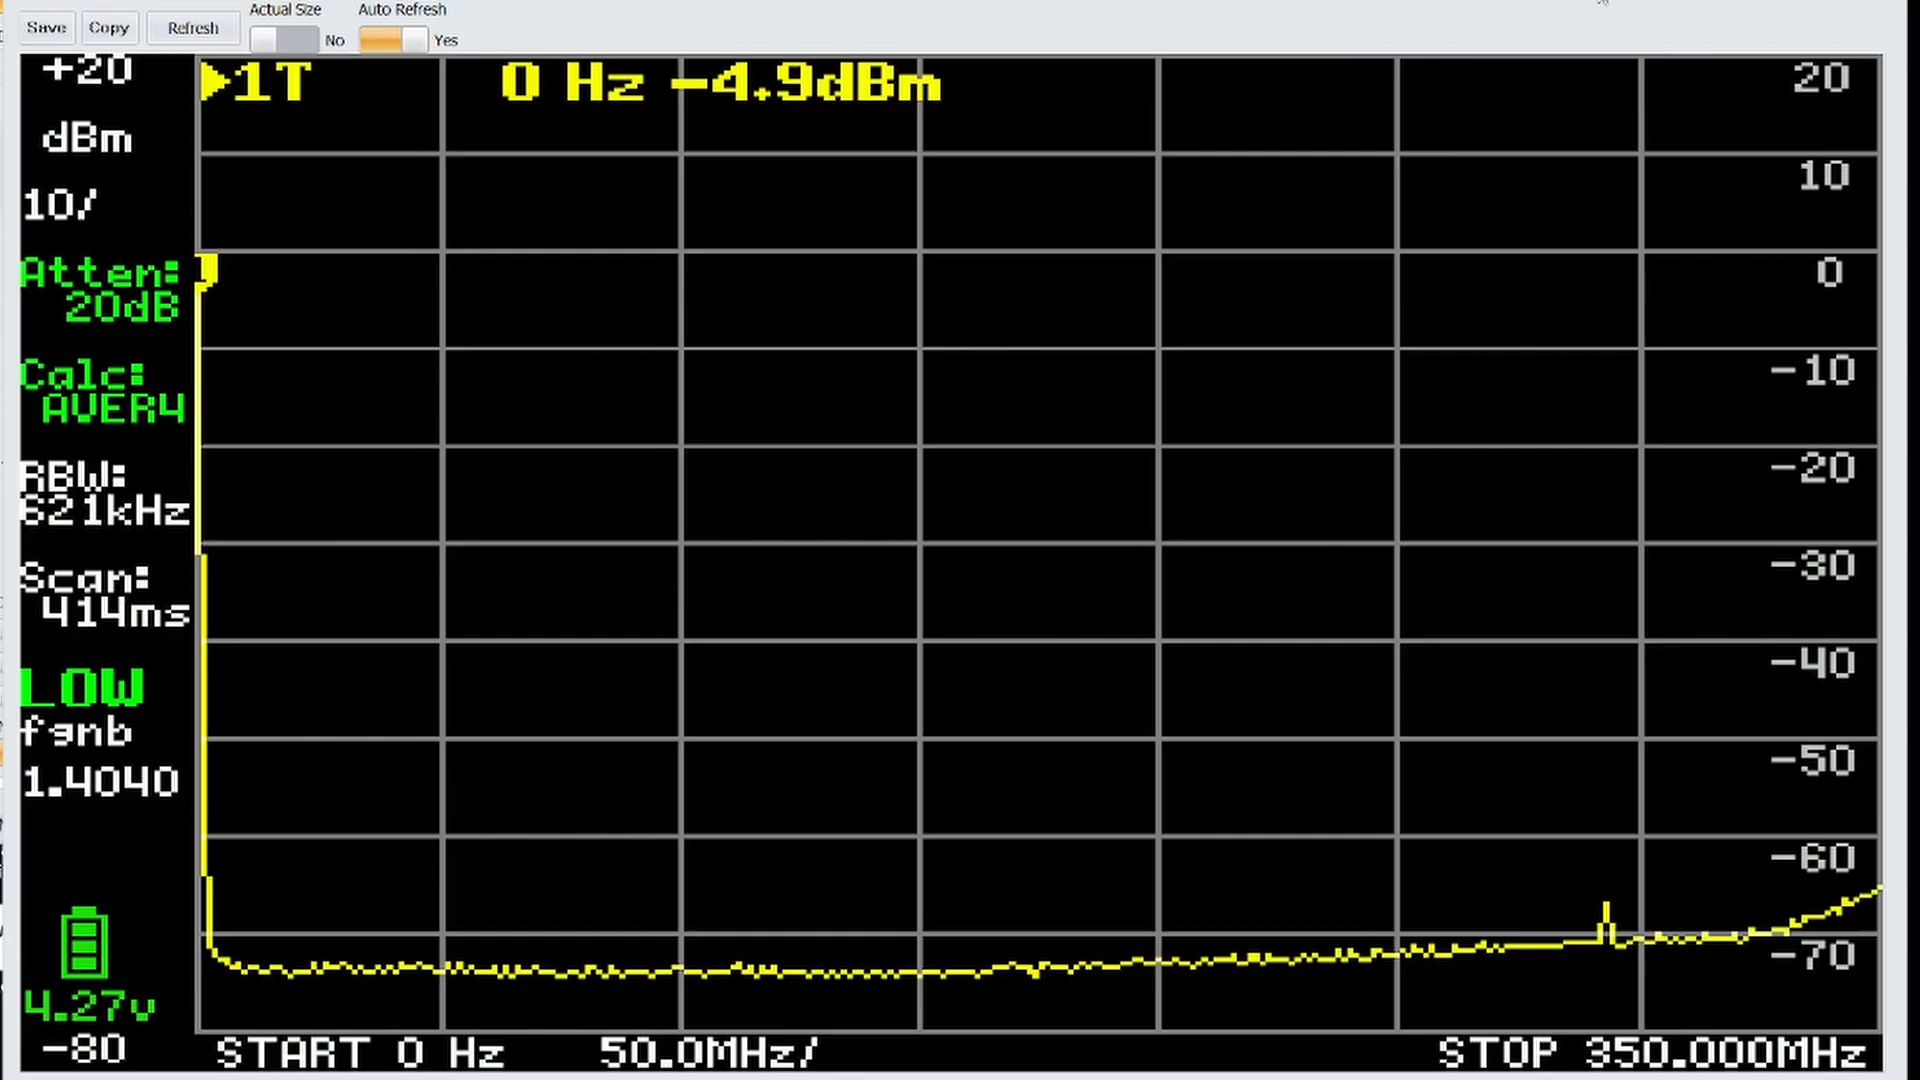 Actual Size
Auto Refresh
Save
Copy
Refresh
No
Yes
+20
dBm
10/
Atten:
20dB
Calc:
AVER4
RBW:
621kHz
Scan:
414ms
LOW
fgnb
1.4040
4.27v
-80
1T 0 Hz -4.9dBm
20
10
0
-10
-20
-30
-40
-50
-60
-70
START 0 Hz 50.0MHz/ STOP 350.000MHz